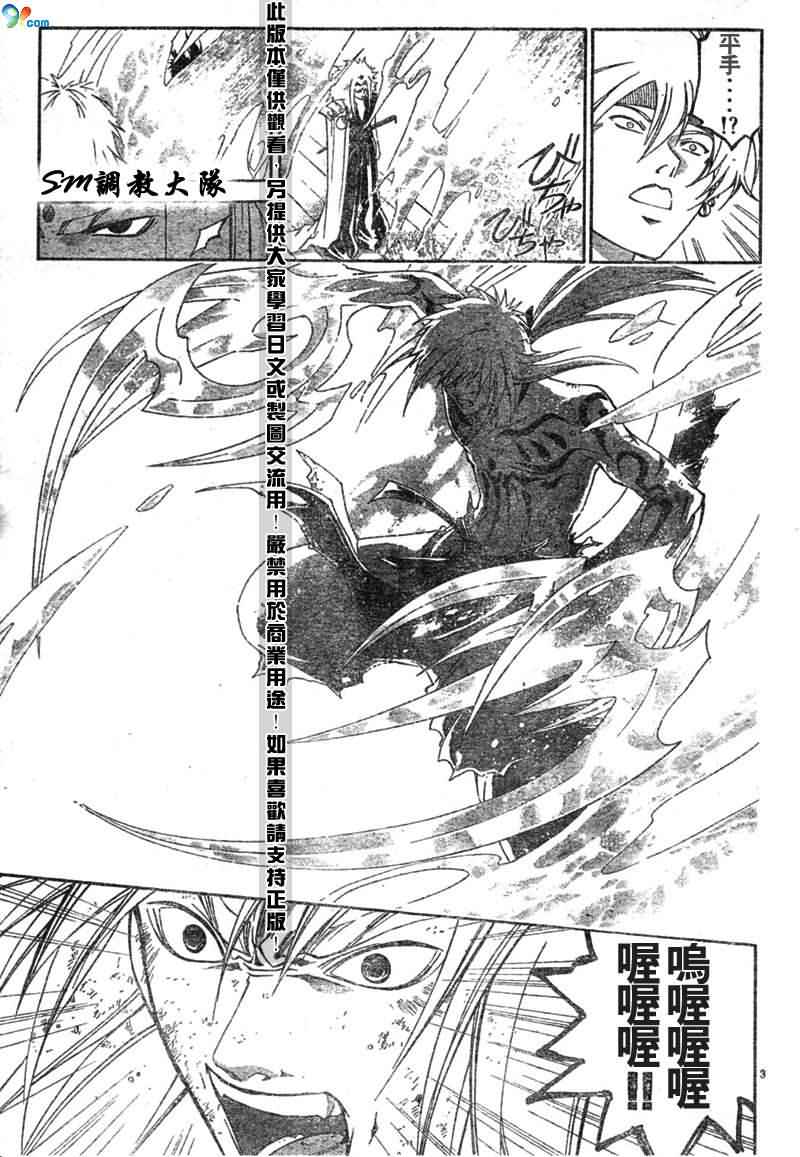 平手....!?
びちゃ
びちゃ
此版本僅供觀看！另提供大家學習日文或製圖交流用！嚴禁用於商業用途！如果喜歡請支持正版！
SM調教大隊
嗚喔喔喔
喔喔喔!!
3
.com